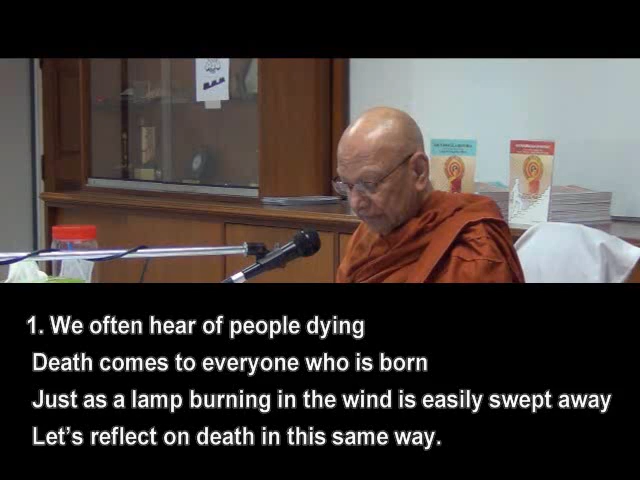 1. We often hear of people dying
Death comes to everyone who is born
Just as a lamp burning in the wind is easily swept away
Let’s reflect on death in this same way.